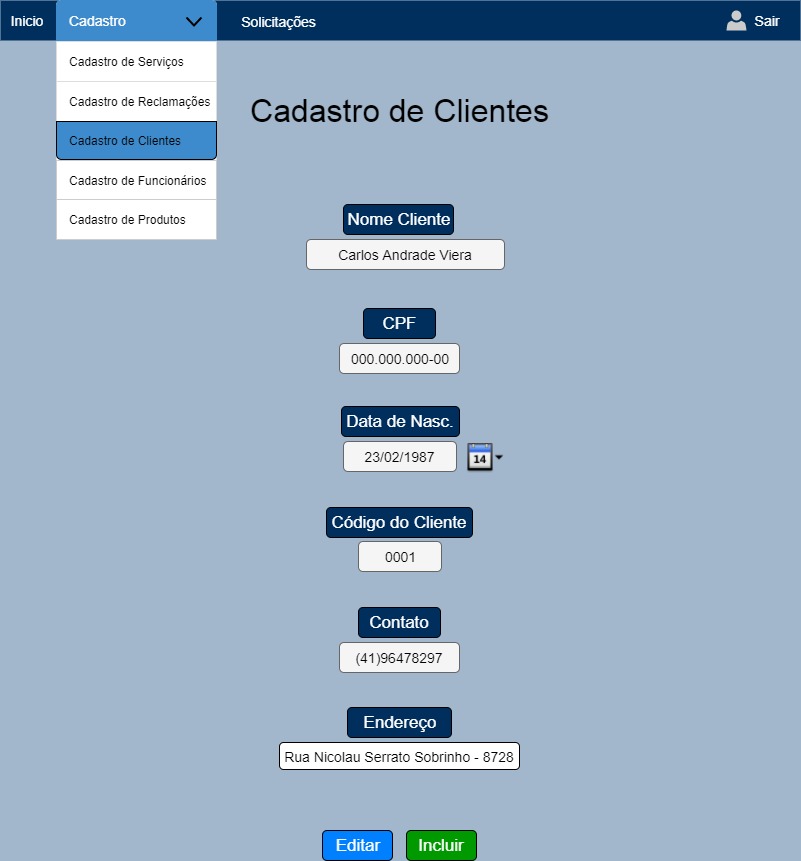 Inicio
Cadastro
Solicitações
Sair
Cadastro de Serviços
Cadastro de Reclamações
Cadastro de Clientes
Cadastro de Funcionários
Cadastro de Produtos
Cadastro de Clientes
Nome Cliente
Carlos Andrade Viera
CPF
000.000.000-00
Data de Nasc.
23/02/1987
14
Código do Cliente
0001
Contato
(41)96478297
Endereço
Rua Nicolau Serrato Sobrinho - 8728
Editar
Incluir